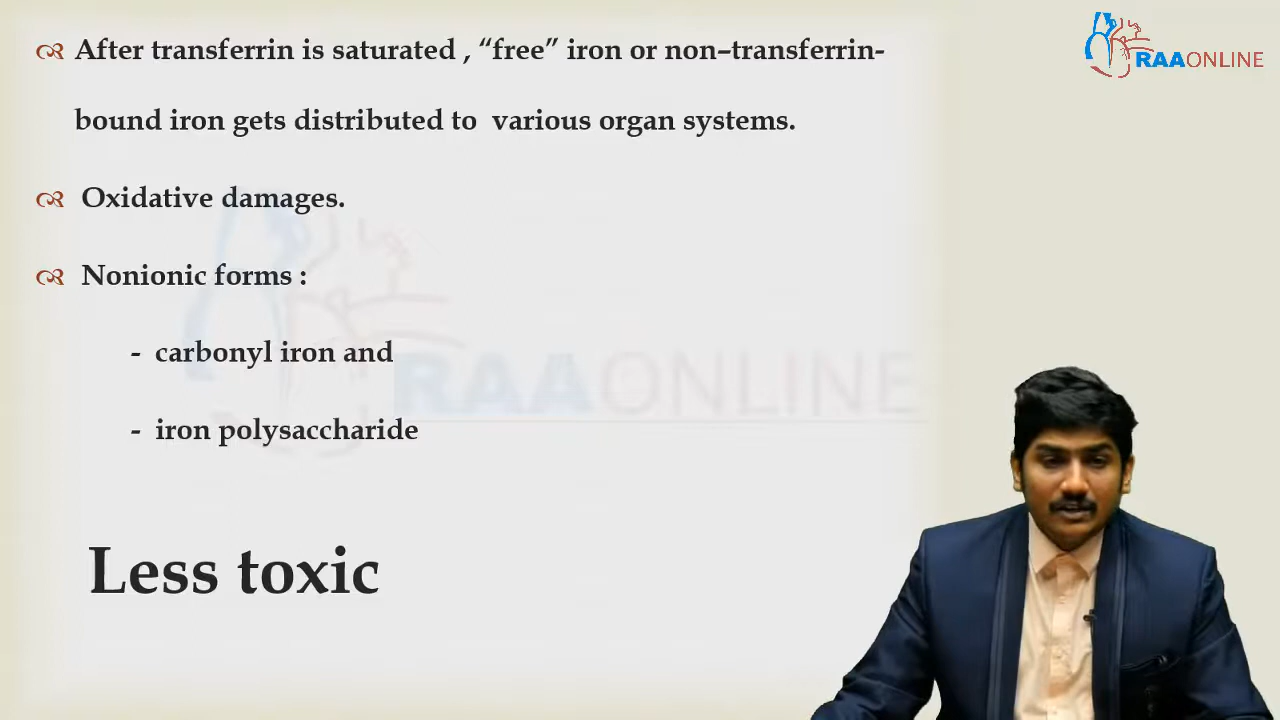 After transferrin is saturated , “free” iron or non–transferrin-
bound iron gets distributed to various organ systems.
Oxidative damages.
Nonionic forms :
- carbonyl iron and
- iron polysaccharide
Less toxic
RAAONLINE
RAAONLINE